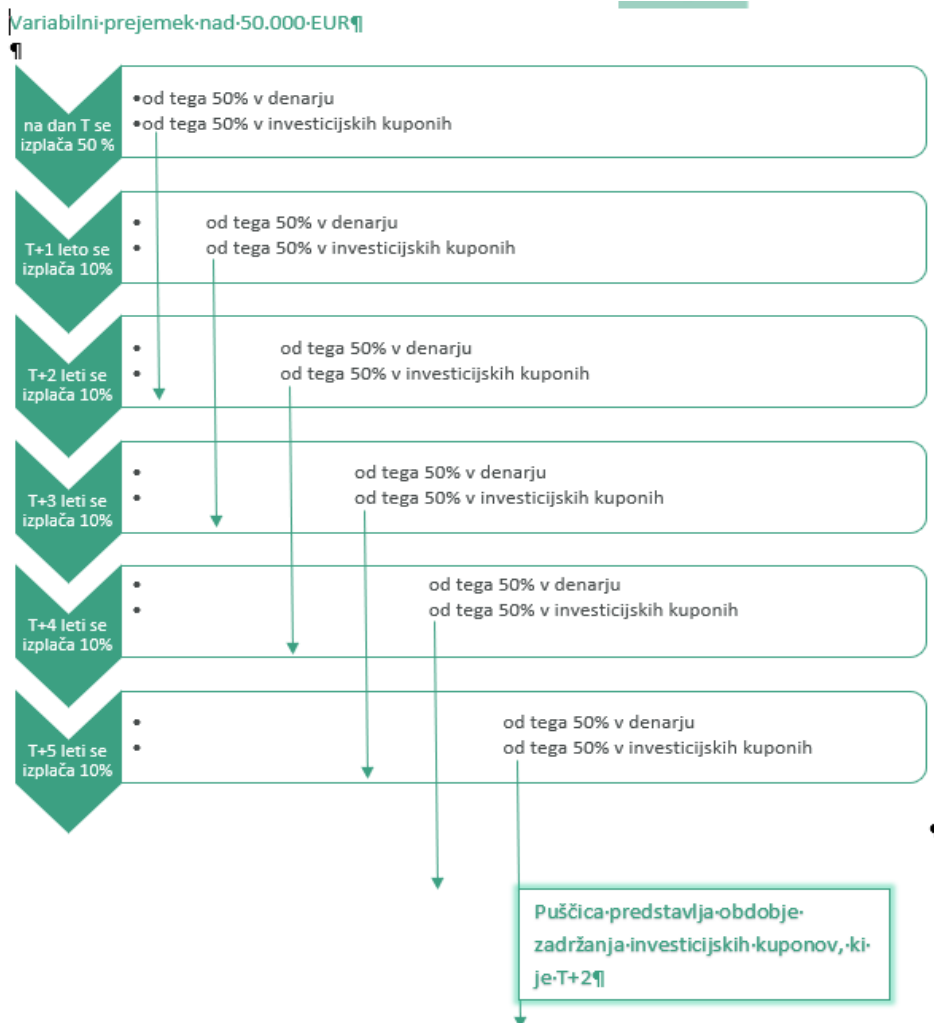 Variabilni·prejemek·nad·50.000·EUR¶
¶
na dan T se
izplača 50 %
•od tega 50% v denarju
•od tega 50% v investicijskih kuponih
T+1 leto se
izplača 10%
• od tega 50% v denarju
• od tega 50% v investicijskih kuponih
T+2 leti se
izplača 10%
• od tega 50% v denarju
• od tega 50% v investicijskih kuponih
T+3 leti se
izplača 10%
• od tega 50% v denarju
• od tega 50% v investicijskih kuponih
T+4 leti se
izplača 10%
• od tega 50% v denarju
• od tega 50% v investicijskih kuponih
T+5 leti se
izplača 10%
• od tega 50% v denarju
• od tega 50% v investicijskih kuponih
Puščica·predstavlja·obdobje·
zadržanja·investicijskih·kuponov,·ki·
je·T+2¶